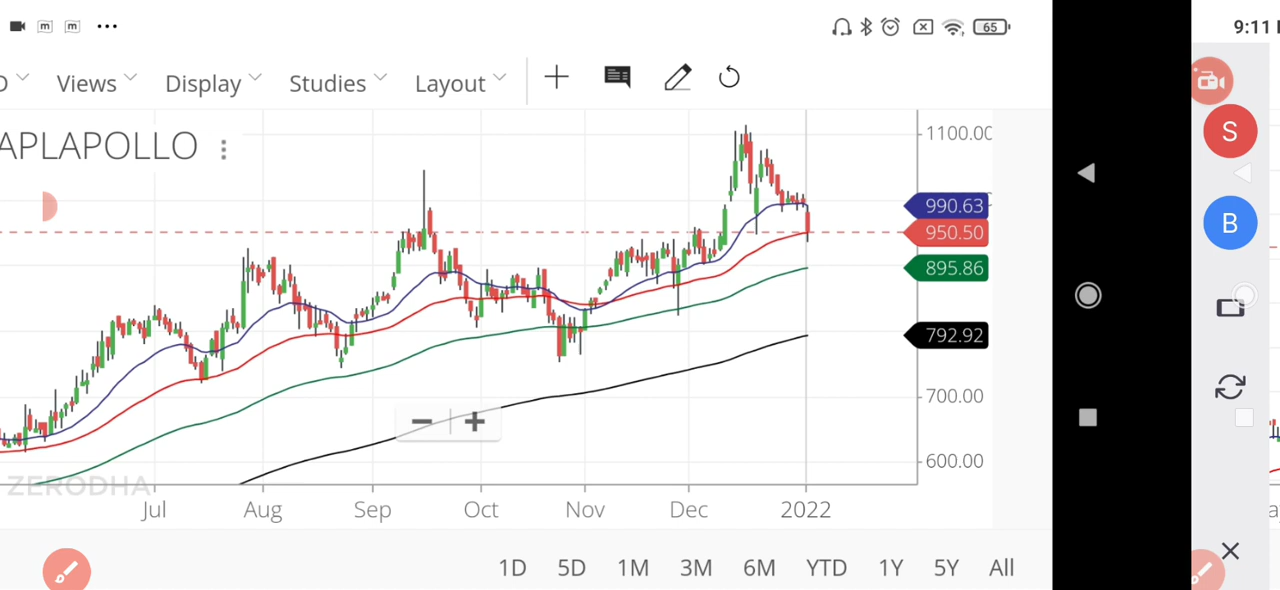 m m ... 65
9:11
Views Display Studies Layout
APLAPOLLO
1100.00
S
990.63
B
950.50
895.86
792.92
700.00
600.00
ZERODHA
Jul Aug Sep Oct Nov Dec 2022
1D 5D 1M 3M 6M YTD 1Y 5Y All